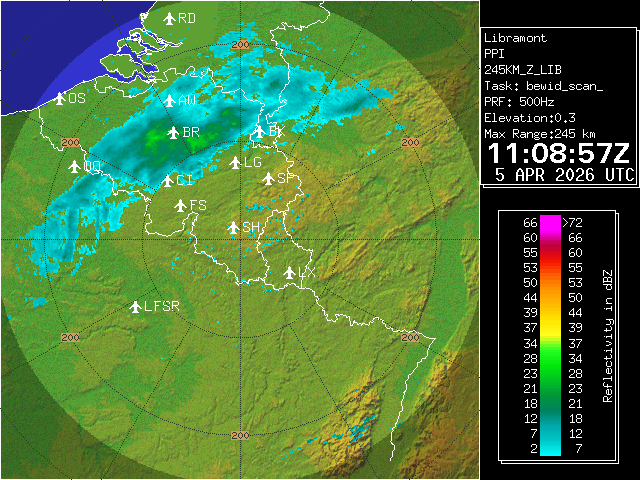 Libramont
PPI
245KM_Z_LIB
Task: bewid_scan_
PRF: 500Hz
Elevation:0.3
Max Range:245 km
11:08:57Z
5 APR 2026 UTC
RD
200
OS
AW
BR
BK
200
200
LG
CI
SP
FS
SH
LX
LFSR
200
200
200
66 >72
60 66
55 60
53 55
50 53
44 50
39 44
37 39
34 37
28 34
23 28
21 23
18 21
12 18
7 12
2 7
Reflectivity in dBZ